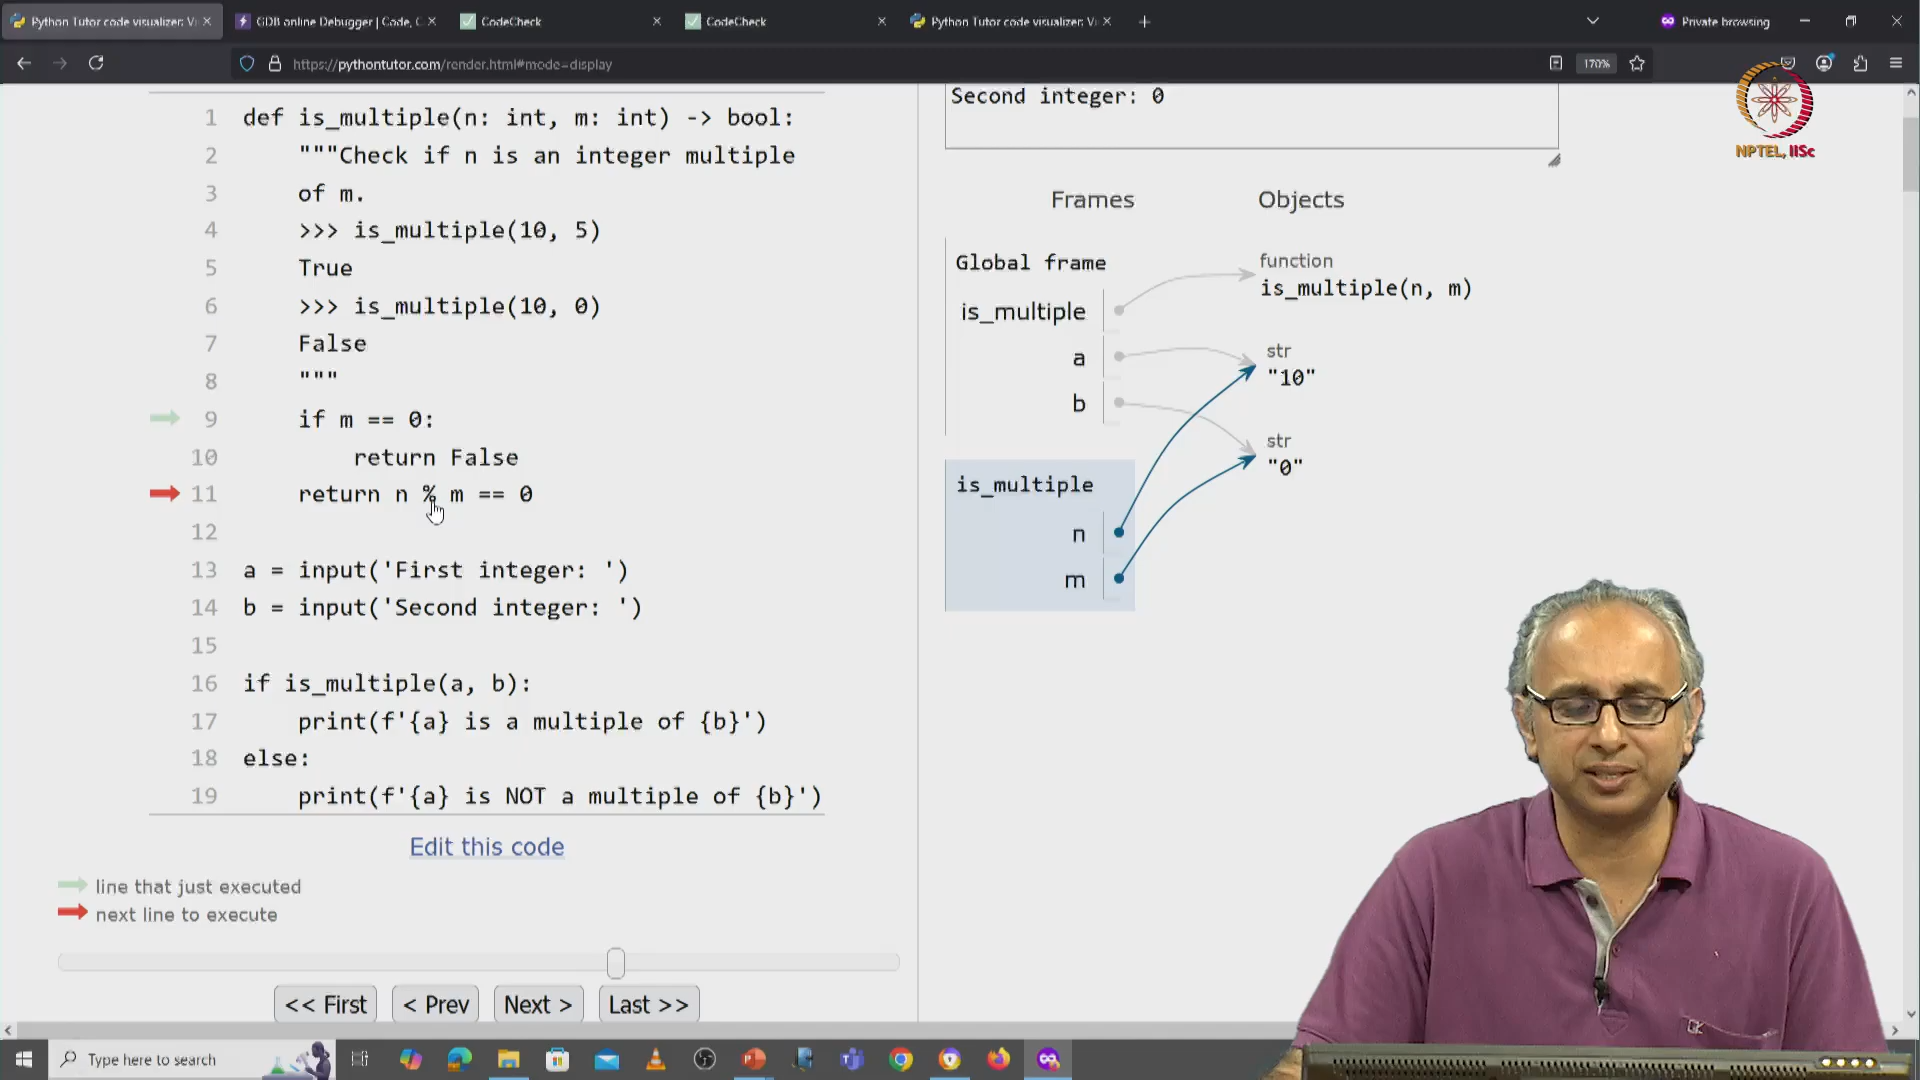 Python Tutor code visualizer: Vi
GDB online Debugger | Code, C
CodeCheck
CodeCheck
Python Tutor code visualizer: Vi
Private browsing
https://pythontutor.com/render.html#mode=display
170%
1 def is_multiple(n: int, m: int) -> bool:
2 """Check if n is an integer multiple
3 of m.
4 >>> is_multiple(10, 5)
5 True
6 >>> is_multiple(10, 0)
7 False
8 """
9 if m == 0:
10 return False
11 return n % m == 0
12
13 a = input('First integer: ')
14 b = input('Second integer: ')
15
16 if is_multiple(a, b):
17 print(f'{a} is a multiple of {b}')
18 else:
19 print(f'{a} is NOT a multiple of {b}')
Edit this code
line that just executed
next line to execute
<< First
< Prev
Next >
Last >>
Second integer: 0
Frames
Objects
Global frame
is_multiple
a
b
function
is_multiple(n, m)
str
"10"
str
"0"
is_multiple
n
m
NPTEL, IISc
Type here to search